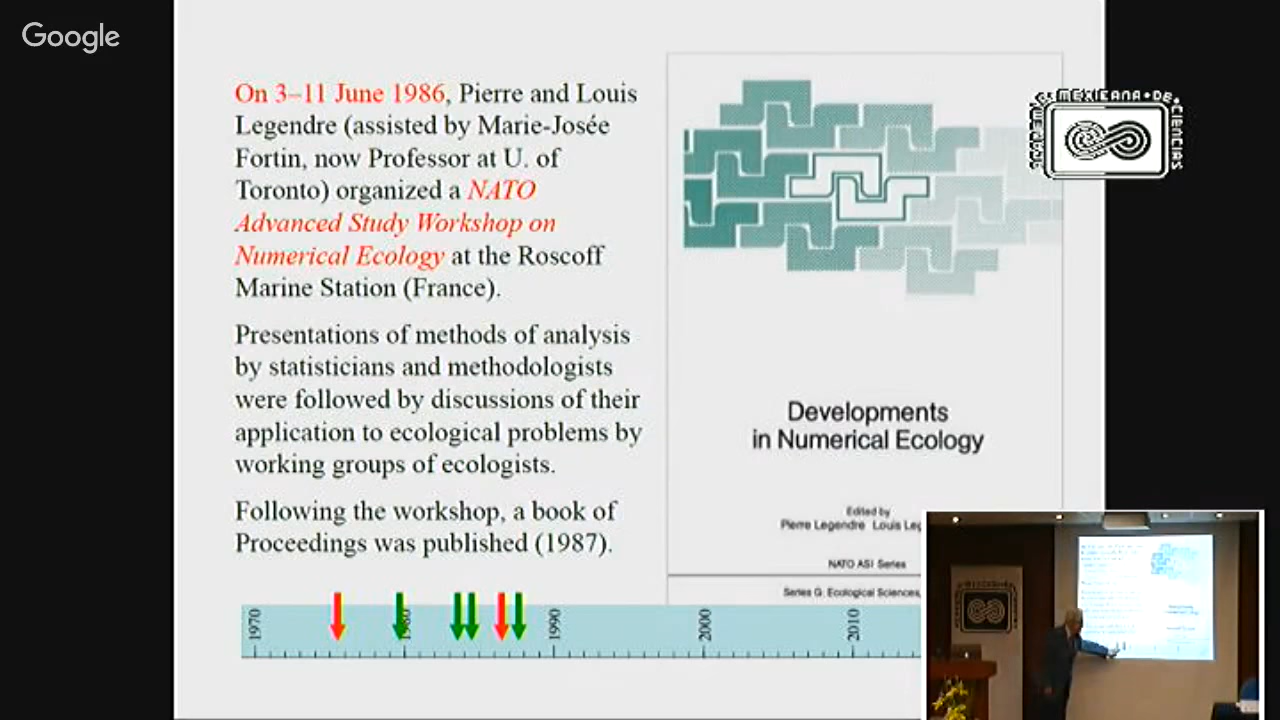 Google
On 3–11 June 1986, Pierre and Louis
Legendre (assisted by Marie-Josée
Fortin, now Professor at U. of
Toronto) organized a NATO
Advanced Study Workshop on
Numerical Ecology at the Roscoff
Marine Station (France).
Presentations of methods of analysis
by statisticians and methodologists
were followed by discussions of their
application to ecological problems by
working groups of ecologists.
Following the workshop, a book of
Proceedings was published (1987).
MEXICANA DE CIENCIAS
Developments
in Numerical Ecology
Edited by
Pierre Legendre Louis Leg
NATO ASI Series
Series G: Ecological Sciences,
1970
1980
1990
2000
2010